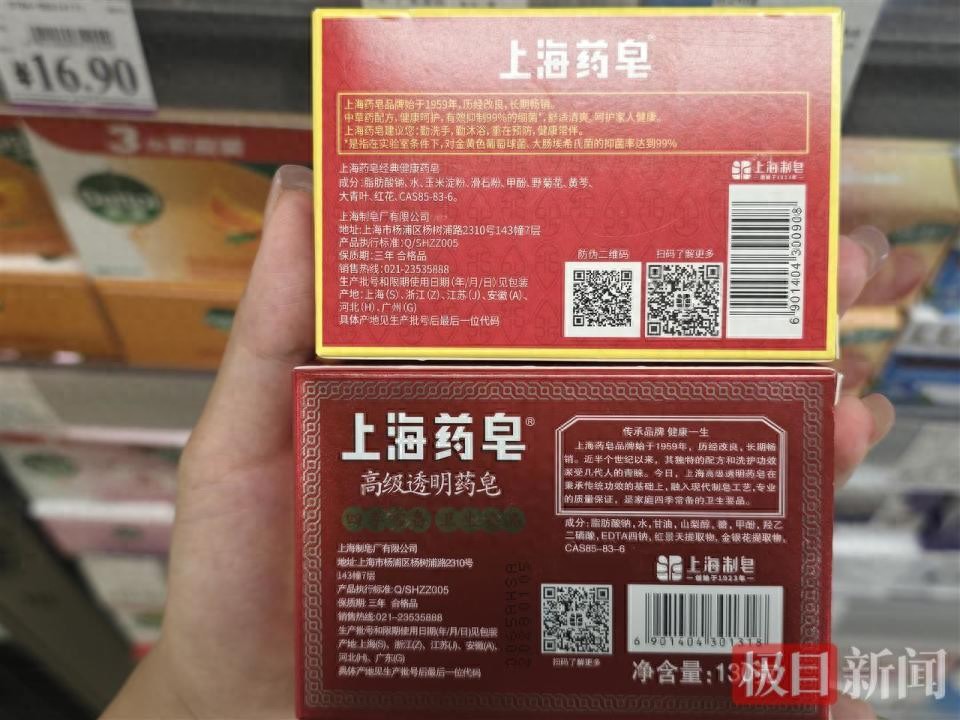 ¥16.90
上海药皂®
上海药皂品牌始于1959年，历经改良，长期畅销。
中草药配方，健康呵护，有效抑制99%的细菌*，舒适清爽，呵护家人健康。
上海药皂建议您：勤洗手，勤沐浴，重在预防，健康常伴。
*是指在实验室条件下，对金黄色葡萄球菌、大肠埃希氏菌的抑菌率达到99%
上海药皂经典健康药皂
成分：脂肪酸钠、水、玉米淀粉、滑石粉、甲酚、野菊花、黄芩、
大青叶、红花、CAS85-83-6。
上海制皂
始于1923年
上海制皂厂有限公司
地址：上海市杨浦区杨树浦路2310号143幢7层
产品执行标准：Q/SHZZ005
保质期：三年 合格品
销售热线：021-23535888
生产批号和限期使用日期（年/月/日）见包装
产地：上海(S)、浙江(Z)、江苏(J)、安徽(A)、
河北(H)、广州(G)
具体产地见生产批号后最后一位代码
防伪二维码
扫码了解更多
6 901404 300908
上海药皂®
高级透明药皂
传承品牌 健康一生
上海药皂品牌始于1959年，历经改良，长期畅
销。近半个世纪以来，其独特的配方和洗护功效
深受几代人的青睐。今日，上海高级透明药皂在
秉承传统功效的基础上，融入现代制皂工艺，专业
的质量保证，是家庭四季常备的卫生要品。
成分：脂肪酸钠，水，甘油，山梨醇，糖，甲酚，羟乙
二磷酸，EDTA四钠，红景天提取物，金银花提取物，
CAS85-83-6
上海制皂
创始于1923年
上海制皂厂有限公司
地址:上海市杨浦区杨树浦路2310号
143幢7层
产品执行标准：Q/SHZZ005
保质期：三年 合格品
销售热线:021-23535888
生产批号和限期使用日期(年/月/日)见包装
产地:上海(S)、浙江(Z)、江苏(J)、安徽(A)、
河北(H)、广东(G)
具体产地见生产批号后最后一位代码
扫码了解更多
6 901404 301318
净含量：130克
极目新闻